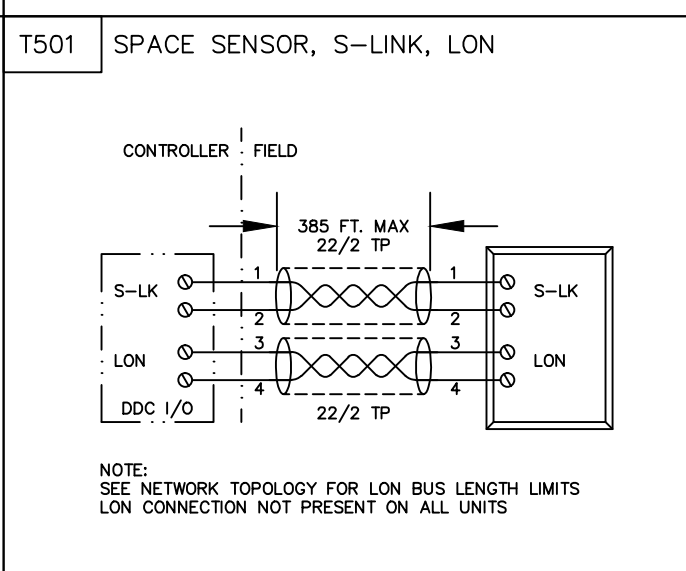 T501
SPACE SENSOR, S-LINK, LON
CONTROLLER
FIELD
385 FT. MAX
22/2 TP
1
1
S-LK
S-LK
2
2
3
3
LON
LON
4
4
DDC I/O
22/2 TP
NOTE:
SEE NETWORK TOPOLOGY FOR LON BUS LENGTH LIMITS
LON CONNECTION NOT PRESENT ON ALL UNITS